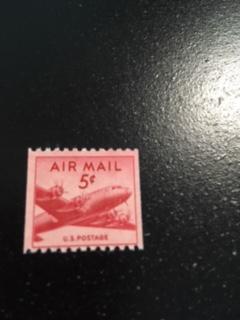 AIR MAIL
5¢
U.S. POSTAGE